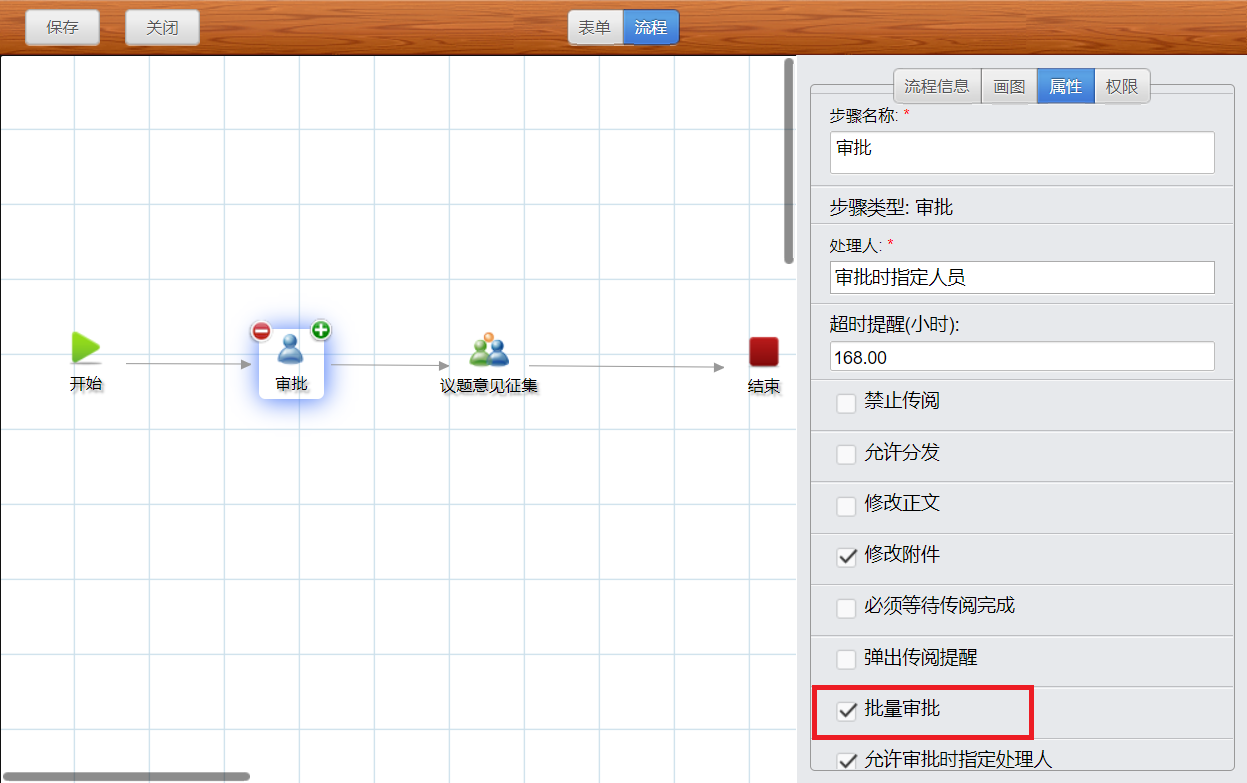 保存
关闭
表单
流程
流程信息
画图
属性
权限
步骤名称: *
审批
步骤类型: 审批
处理人: *
审批时指定人员
超时提醒(小时):
168.00
禁止传阅
允许分发
修改正文
修改附件
必须等待传阅完成
弹出传阅提醒
批量审批
允许审批时指定处理人
开始
审批
议题意见征集
结束